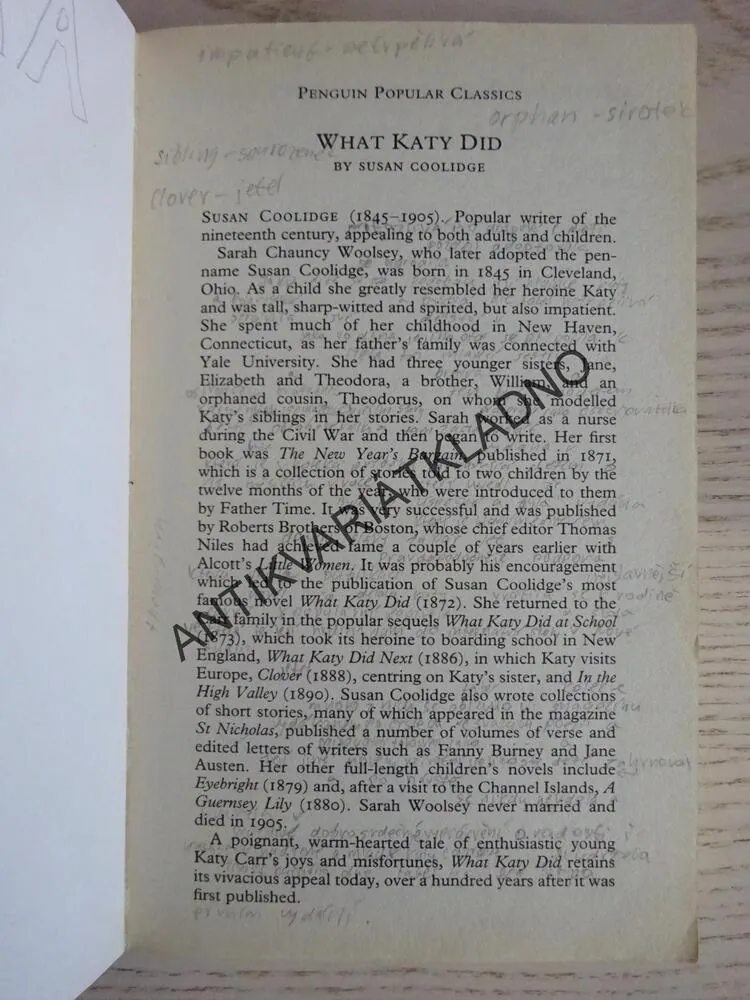 impatient - netrpělivá
PENGUIN POPULAR CLASSICS
orphan - sirotek
WHAT KATY DID
sibling - sourozenec
BY SUSAN COOLIDGE
clover - jetel
SUSAN COOLIDGE (1845–1905). Popular writer of the
nineteenth century, appealing to both adults and children.
Sarah Chauncy Woolsey, who later adopted the pen-
name Susan Coolidge, was born in 1845 in Cleveland,
Ohio. As a child she greatly resembled her heroine Katy
and was tall, sharp-witted and spirited, but also impatient.
She spent much of her childhood in New Haven,
Connecticut, as her father's family was connected with
Yale University. She had three younger sisters, Jane,
Elizabeth and Theodora, a brother, William, and an
orphaned cousin, Theodorus, on whom she modelled
Katy's siblings in her stories. Sarah worked as a nurse
during the Civil War and then began to write. Her first
book was The New Year's Bargain, published in 1871,
which is a collection of stories told to two children by the
twelve months of the year, who were introduced to them
by Father Time. It was very successful and was published
by Roberts Brothers of Boston, whose chief editor Thomas
Niles had achieved fame a couple of years earlier with
Alcott's Little Women. It was probably his encouragement
which led to the publication of Susan Coolidge's most
famous novel What Katy Did (1872). She returned to the
Carr family in the popular sequels What Katy Did at School
(1873), which took its heroine to boarding school in New
England, What Katy Did Next (1886), in which Katy visits
Europe, Clover (1888), centring on Katy's sister, and In the
High Valley (1890). Susan Coolidge also wrote collections
of short stories, many of which appeared in the magazine
St Nicholas, published a number of volumes of verse and
edited letters of writers such as Fanny Burney and Jane
Austen. Her other full-length children's novels include
Eyebright (1879) and, after a visit to the Channel Islands, A
Guernsey Lily (1880). Sarah Woolsey never married and
died in 1905.
A poignant, warm-hearted tale of enthusiastic young
Katy Carr's joys and misfortunes, What Katy Did retains
its vivacious appeal today, over a hundred years after it was
first published.
ANTIKVARIÁTKLADNO